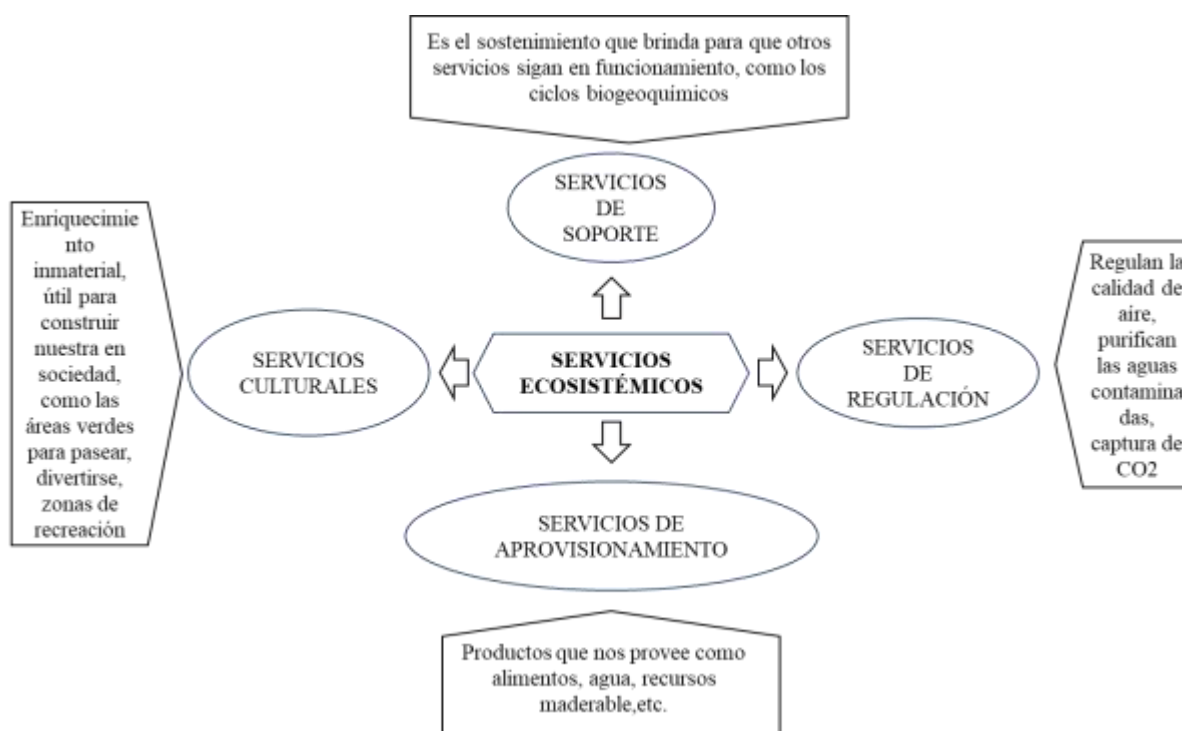 Es el sostenimiento que brinda para que otros
servicios sigan en funcionamiento, como los
ciclos biogeoquímicos
SERVICIOS
DE
SOPORTE
Enriquecimie
nto
inmaterial,
útil para
construir
nuestra en
sociedad,
como las
áreas verdes
para pasear,
divertirse,
zonas de
recreación
SERVICIOS
CULTURALES
SERVICIOS
ECOSISTÉMICOS
SERVICIOS
DE
REGULACIÓN
Regulan la
calidad de
aire,
purifican
las aguas
contamina
das,
captura de
CO2
SERVICIOS DE
APROVISIONAMIENTO
Productos que nos provee como
alimentos, agua, recursos
maderable,etc.